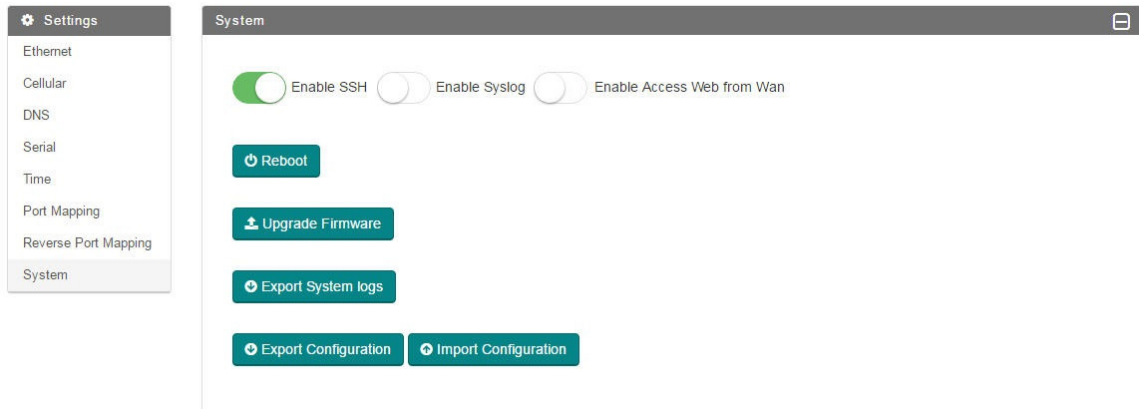 Settings
Ethernet
Cellular
DNS
Serial
Time
Port Mapping
Reverse Port Mapping
System
System
Enable SSH Enable Syslog Enable Access Web from Wan
Reboot
Upgrade Firmware
Export System logs
Export Configuration Import Configuration